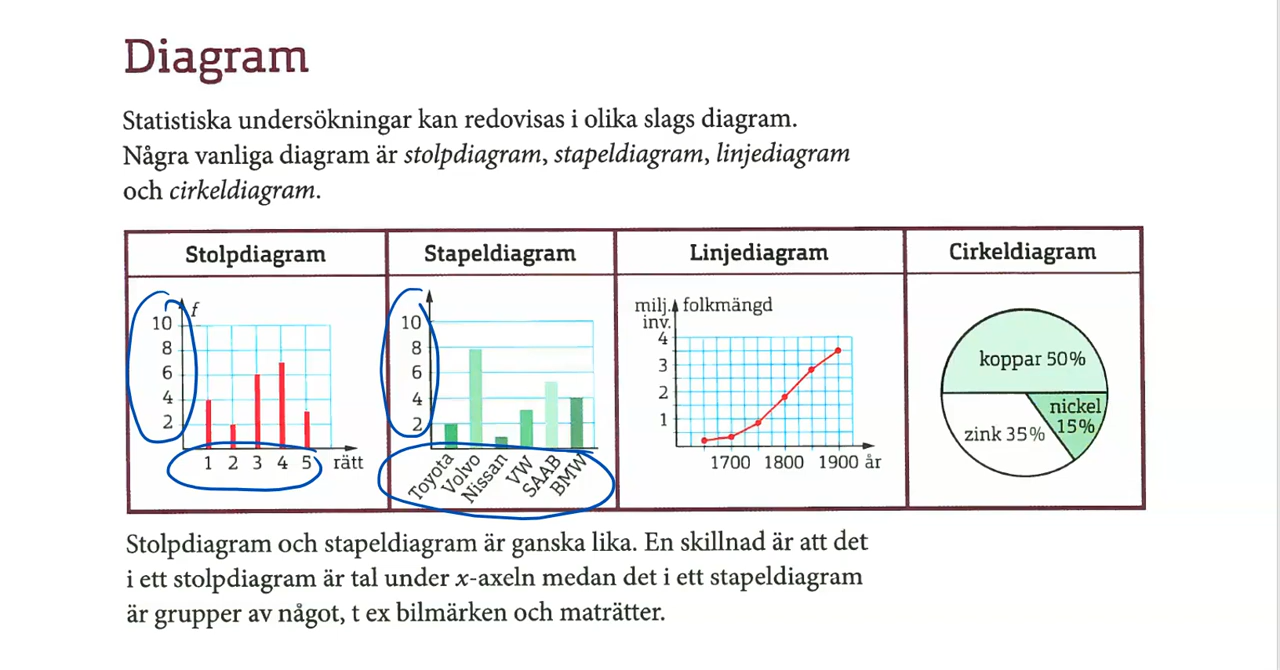 Diagram
Statistiska undersökningar kan redovisas i olika slags diagram.
Några vanliga diagram är stolpdiagram, stapeldiagram, linjediagram
och cirkeldiagram.
Stolpdiagram
Stapeldiagram
Linjediagram
Cirkeldiagram
f
10
8
6
4
2
1 2 3 4 5 rätt
10
8
6
4
2
Toyota
Volvo
Nissan
VW
SAAB
BMW
milj. folkmängd
inv.
4
3
2
1
1700 1800 1900 år
koppar 50%
nickel
15%
zink 35%
Stolpdiagram och stapeldiagram är ganska lika. En skillnad är att det
i ett stolpdiagram är tal under x-axeln medan det i ett stapeldiagram
är grupper av något, t ex bilmärken och maträtter.